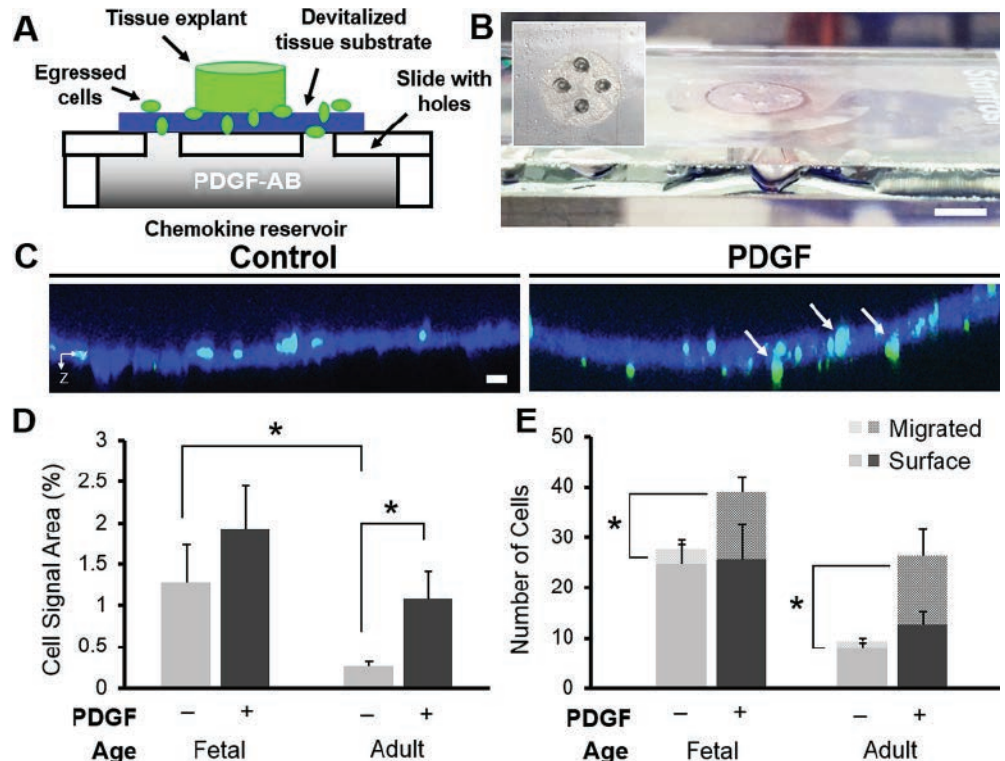 A
Tissue explant
Devitalized
tissue substrate
Egressed
cells
Slide with
holes
PDGF-AB
Chemokine reservoir
B
C
Control
PDGF
Z
D
Cell Signal Area (%)
3
2.5
2
1.5
1
0.5
0
*
*
PDGF
– + – +
Age
Fetal Adult
E
Number of Cells
50
40
30
20
10
0
Migrated
Surface
*
*
PDGF
– + – +
Age
Fetal Adult